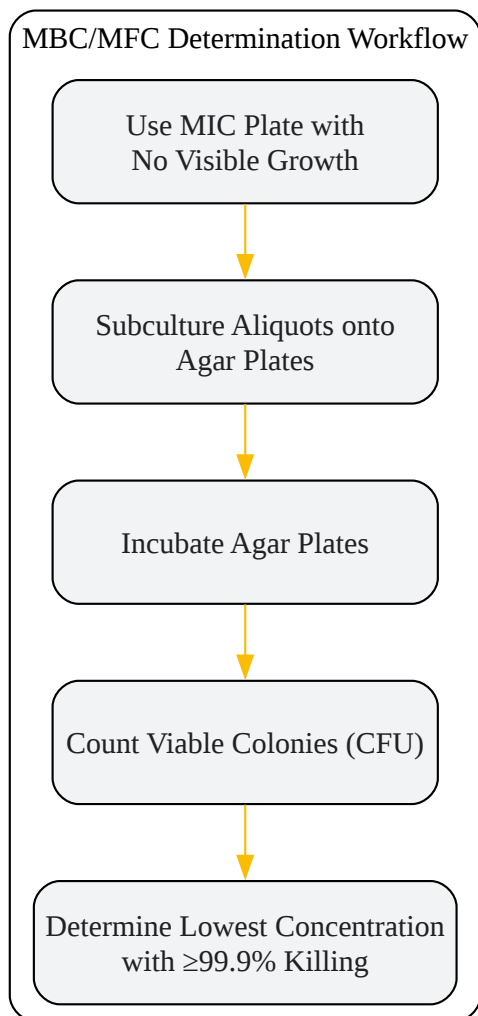 MBC/MFC Determination Workflow
Use MIC Plate with
No Visible Growth
Subculture Aliquots onto
Agar Plates
Incubate Agar Plates
Count Viable Colonies (CFU)
Determine Lowest Concentration
with ≥99.9% Killing